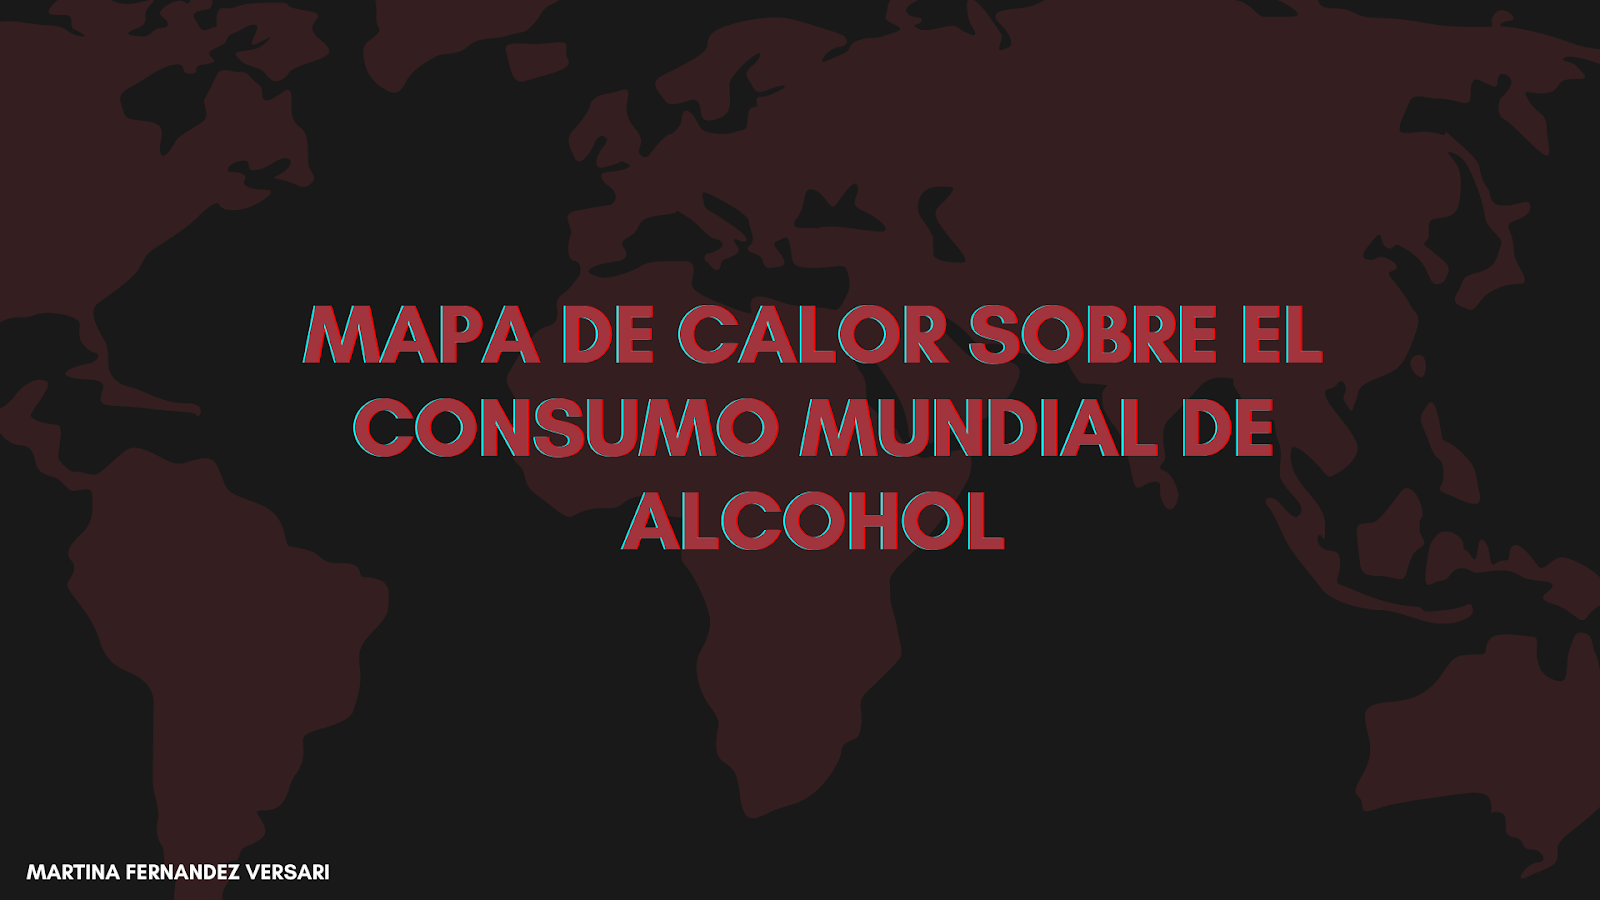 MAPA DE CALOR SOBRE EL
CONSUMO MUNDIAL DE
ALCOHOL
MARTINA FERNANDEZ VERSARI